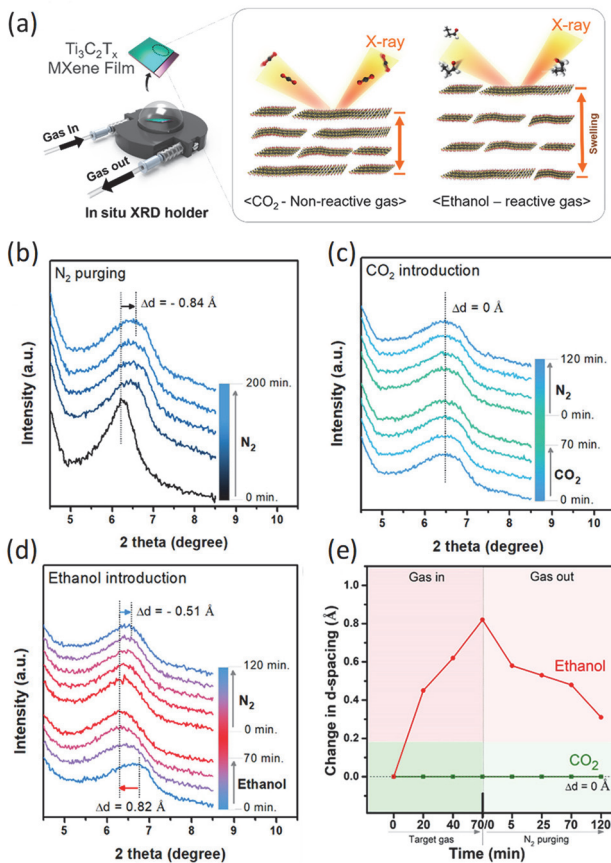 (a)
Ti3C2Tx
MXene Film
Gas In
Gas out
In situ XRD holder
X-ray
<CO2 - Non-reactive gas>
X-ray
Swelling
<Ethanol – reactive gas>
(b)
N2 purging
Δd = - 0.84 Å
200 min.
N2
0 min.
Intensity (a.u.)
5 6 7 8 9 10
2 theta (degree)
(c)
CO2 introduction
Δd = 0 Å
120 min.
N2
0 min.
70 min.
CO2
0 min.
Intensity (a.u.)
5 6 7 8 9 10
2 theta (degree)
(d)
Ethanol introduction
Δd = - 0.51 Å
120 min.
N2
0 min.
70 min.
Ethanol
0 min.
Δd = 0.82 Å
Intensity (a.u.)
5 6 7 8 9 10
2 theta (degree)
(e)
Gas in
Gas out
Ethanol
CO2
Δd = 0 Å
Change in d-spacing (Å)
1.0
0.8
0.6
0.4
0.2
0.0
0 20 40 70/0 5 25 70 120
Target gas
N2 purging
Time (min)